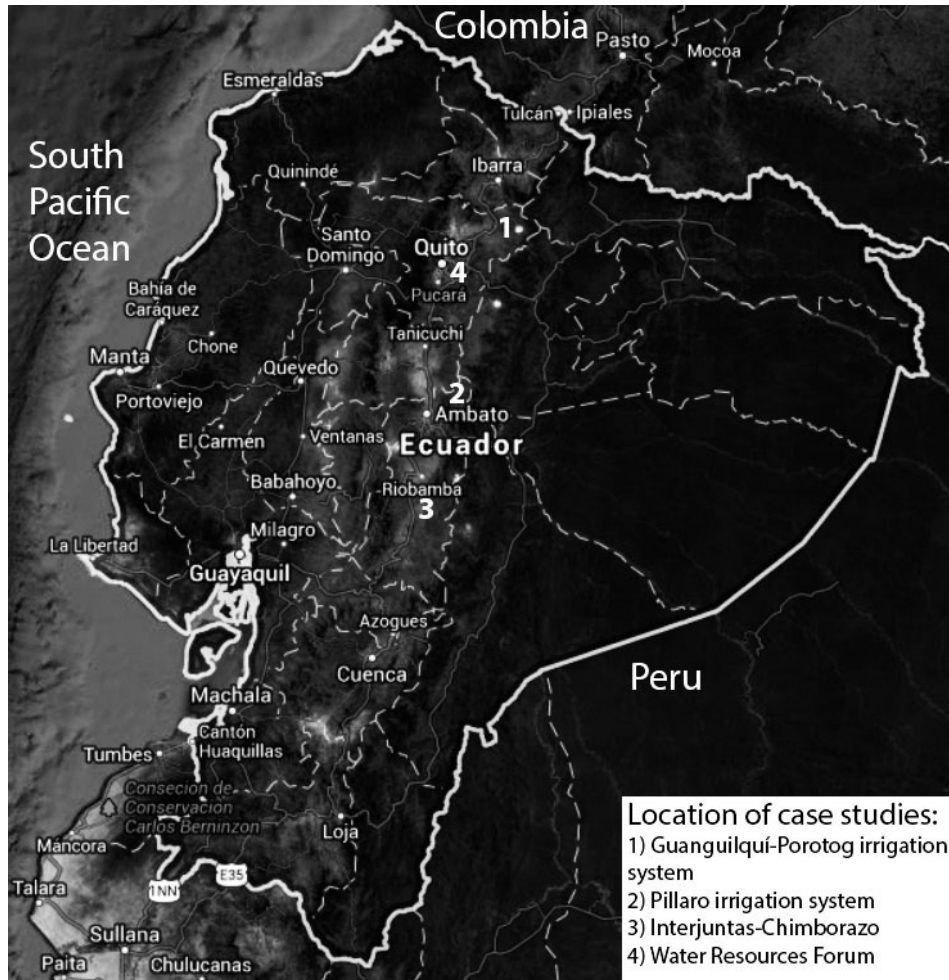 Colombia
Pasto
Mocoa
Esmeraldas
Tulcán
Ipiales
South
Pacific
Ocean
Ibarra
Quinindé
1
Santo
Domingo
Quito
4
Pucará
Bahía de
Caráquez
Tanicuchi
Chone
Manta
Quevedo
2
Portoviejo
Ambato
El Carmen
Ventanas
Ecuador
Babahoyo
Riobamba
3
Milagro
La Libertad
Guayaquil
Azogues
Cuenca
Peru
Machala
Cantón
Huaquillas
Tumbes
Conseción de
Conservación
Carlos Berninzon
Loja
Máncora
1NN
E35
Talara
Sullana
Paita
Chulucanas
Location of case studies:
1) Guanguilquí-Porotog irrigation
system
2) Pillaro irrigation system
3) Interjuntas-Chimborazo
4) Water Resources Forum